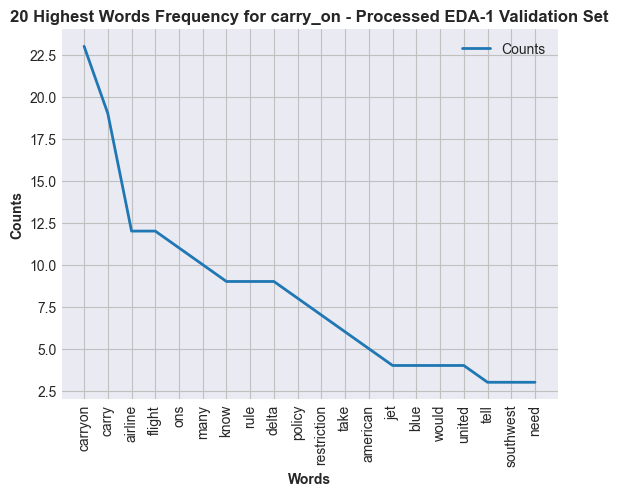 20 Highest Words Frequency for carry_on - Processed EDA-1 Validation Set
Counts
22.5
20.0
17.5
15.0
12.5
10.0
7.5
5.0
2.5
Counts
carryon
carry
airline
flight
ons
many
know
rule
delta
policy
restriction
take
american
jet
blue
would
united
tell
southwest
need
Words